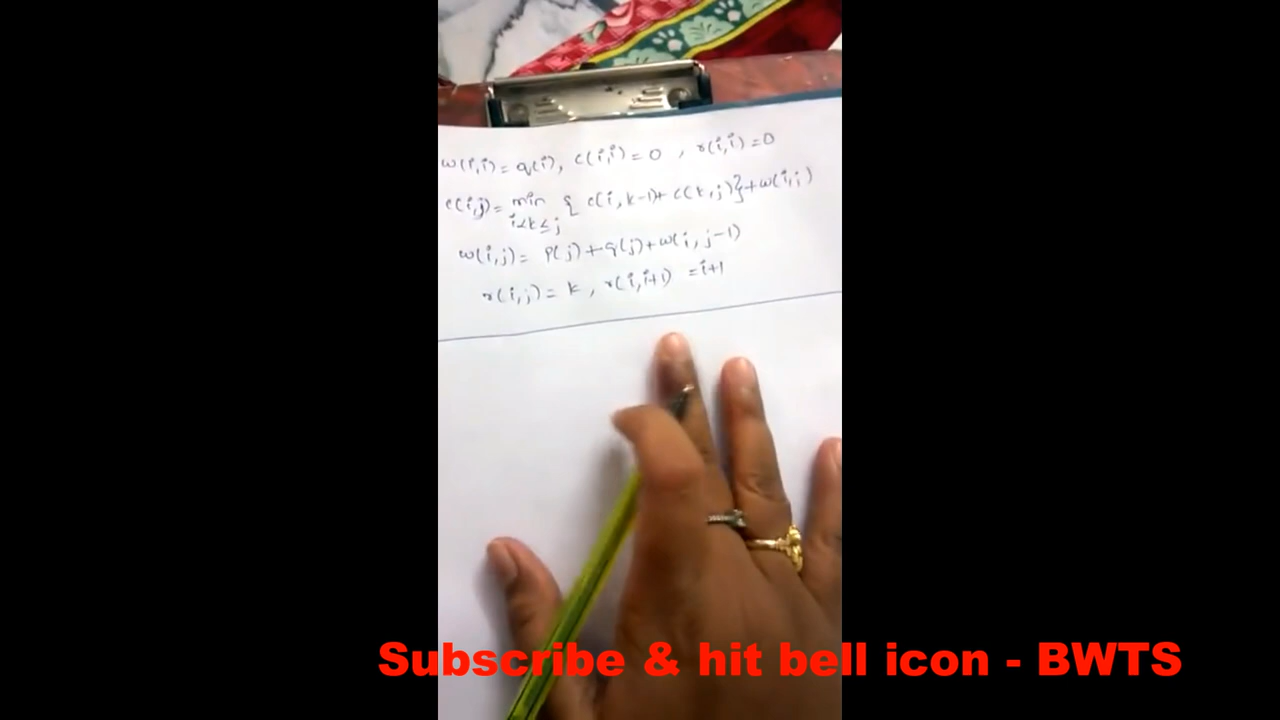 w(i,i) = q(i), c(i,i) = 0 , r(i,i) = 0
c(i,j) = min { c(i,k-1) + c(k,j) } + w(i,j)
i<k≤j
w(i,j) = p(j) + q(j) + w(i,j-1)
r(i,j) = k , r(i,i+1) = i+1
Subscribe & hit bell icon - BWTS